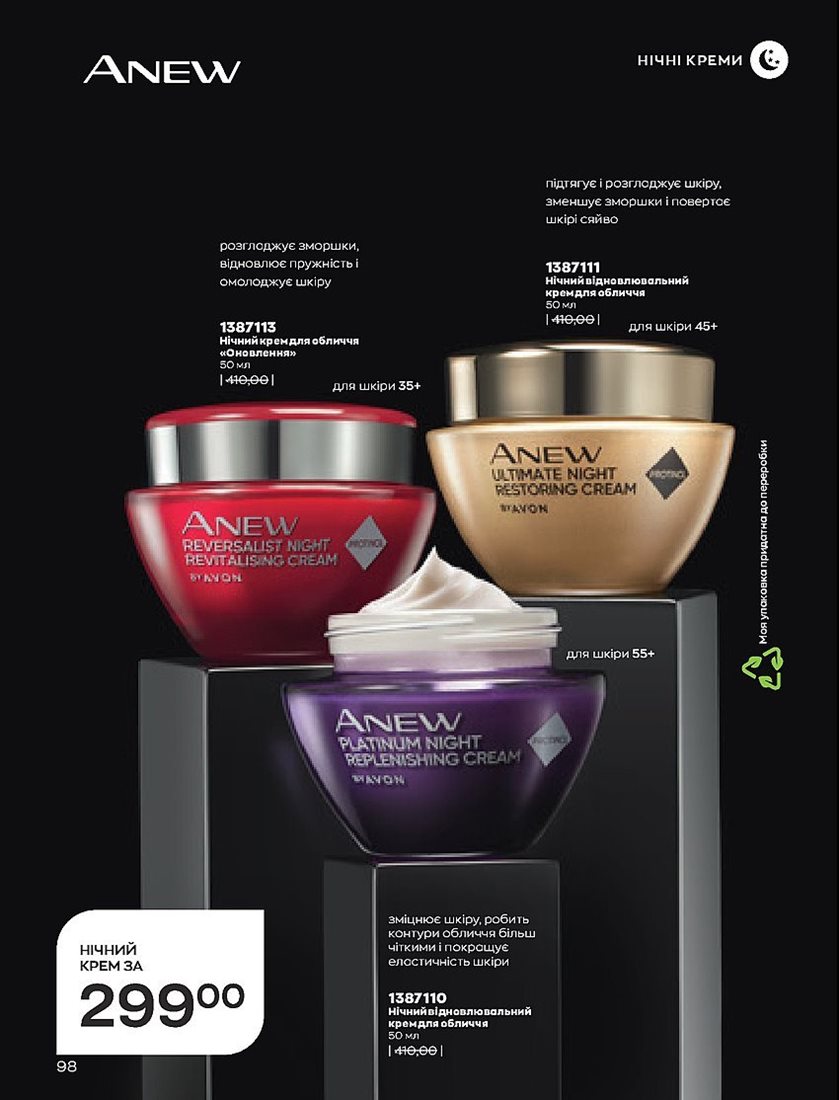 ANEW
НІЧНІ КРЕМИ
підтягує і розгладжує шкіру,
зменшує зморшки і повертає
шкірі сяйво
1387111
Нічний відновлювальний
крем для обличчя
50 мл
| 410,00 |
для шкіри 45+
розгладжує зморшки,
відновлює пружність і
омолоджує шкіру
1387113
Нічний крем для обличчя
«Оновлення»
50 мл
| 410,00 |
для шкіри 35+
ANEW
ULTIMATE NIGHT
RESTORING CREAM
BY AVON
PROTINOL
ANEW
REVERSALIST NIGHT
REVITALISING CREAM
BY AVON
PROTINOL
Моя упаковка придатна до переробки
для шкіри 55+
ANEW
PLATINUM NIGHT
REPLENISHING CREAM
BY AVON
PROTINOL
зміцнює шкіру, робить
контури обличчя більш
чіткими і покращує
еластичність шкіри
1387110
Нічний відновлювальний
крем для обличчя
50 мл
| 410,00 |
НІЧНИЙ
КРЕМ ЗА
299⁰⁰
98